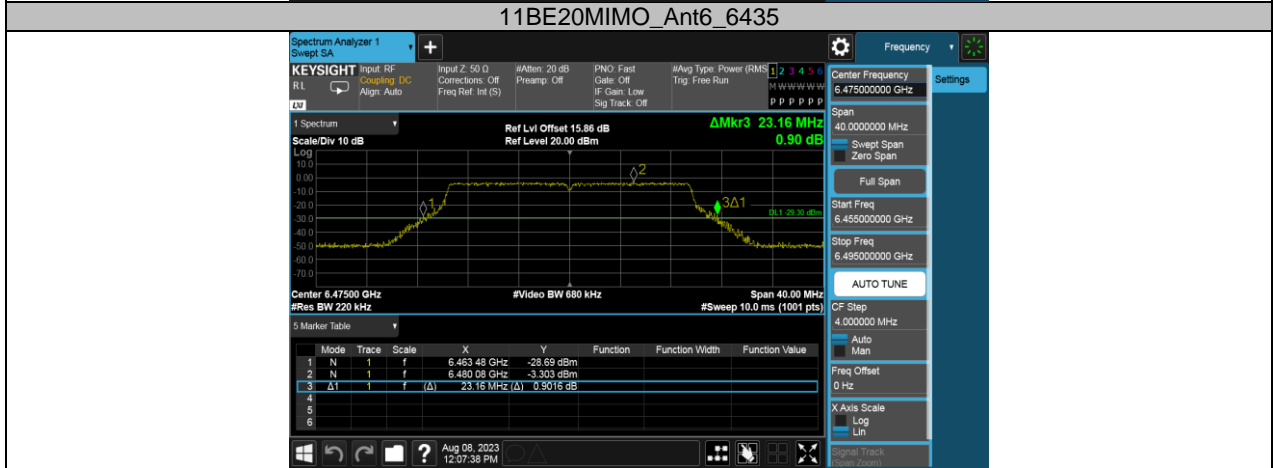 11BE20MIMO_Ant6_6435
Spectrum Analyzer 1
Swept SA
+
Frequency
KEYSIGHT
RL
LXI
Input: RF
Coupling: DC
Align: Auto
Input Z: 50 Ω
Corrections: Off
Freq Ref: Int (S)
#Atten: 20 dB
Preamp: Off
PNO: Fast
Gate: Off
IF Gain: Low
Sig Track: Off
#Avg Type: Power (RMS
Trig: Free Run
1 2 3 4 5 6
M W W W W W
P P P P P P
Center Frequency
6.475000000 GHz
Settings
Span
40.0000000 MHz
Swept Span
Zero Span
Full Span
Start Freq
6.455000000 GHz
Stop Freq
6.495000000 GHz
AUTO TUNE
CF Step
4.000000 MHz
Auto
Man
Freq Offset
0 Hz
X Axis Scale
Log
Lin
Signal Track
(Span Zoom)
1 Spectrum
Scale/Div 10 dB
Ref Lvl Offset 15.86 dB
Ref Level 20.00 dBm
ΔMkr3 23.16 MHz
0.90 dB
Log
10.0
0.00
-10.0
-20.0
-30.0
-40.0
-50.0
-60.0
-70.0
1
2
3Δ1
DL1 -29.30 dBm
Center 6.47500 GHz
#Video BW 680 kHz
Span 40.00 MHz
#Res BW 220 kHz
#Sweep 10.0 ms (1001 pts)
5 Marker Table
Mode Trace Scale X Y Function Function Width Function Value
1 N 1 f 6.463 48 GHz -28.69 dBm
2 N 1 f 6.480 08 GHz -3.303 dBm
3 Δ1 1 f (Δ) 23.16 MHz (Δ) 0.9016 dB
4
5
6
?
Aug 08, 2023
12:07:38 PM